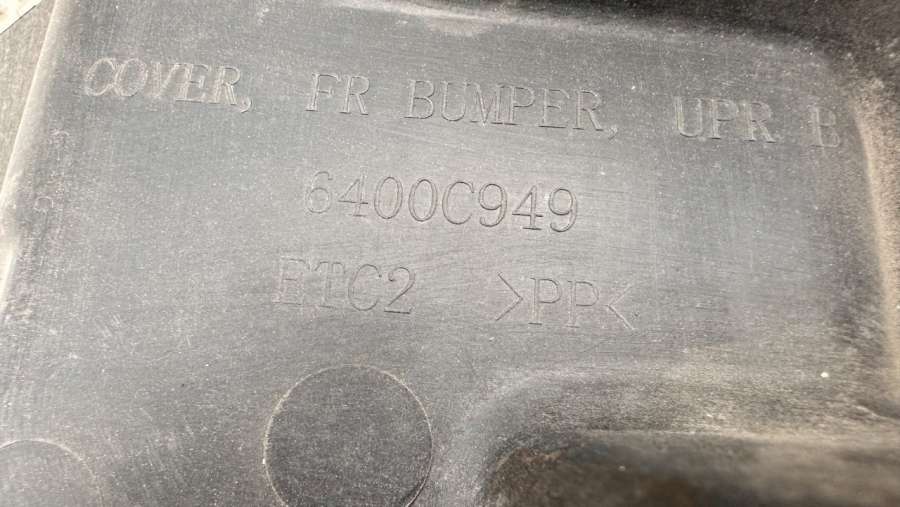 COVER, FR BUMPER, UPR B
6400C949
ETC2 >PP<